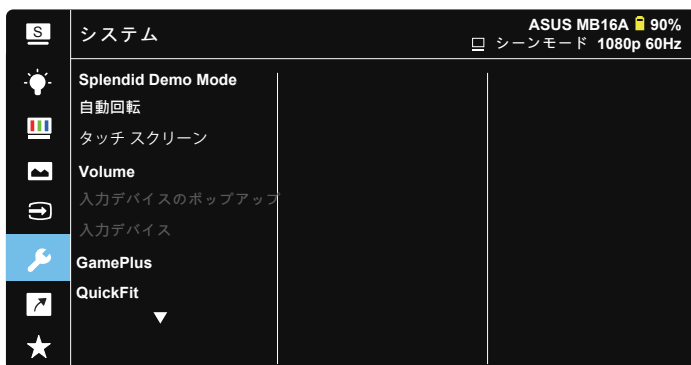 S
システム
ASUS MB16A 90%
シーンモード 1080p 60Hz
Splendid Demo Mode
自動回転
タッチ スクリーン
Volume
入力デバイスのポップアップ
入力デバイス
GamePlus
QuickFit